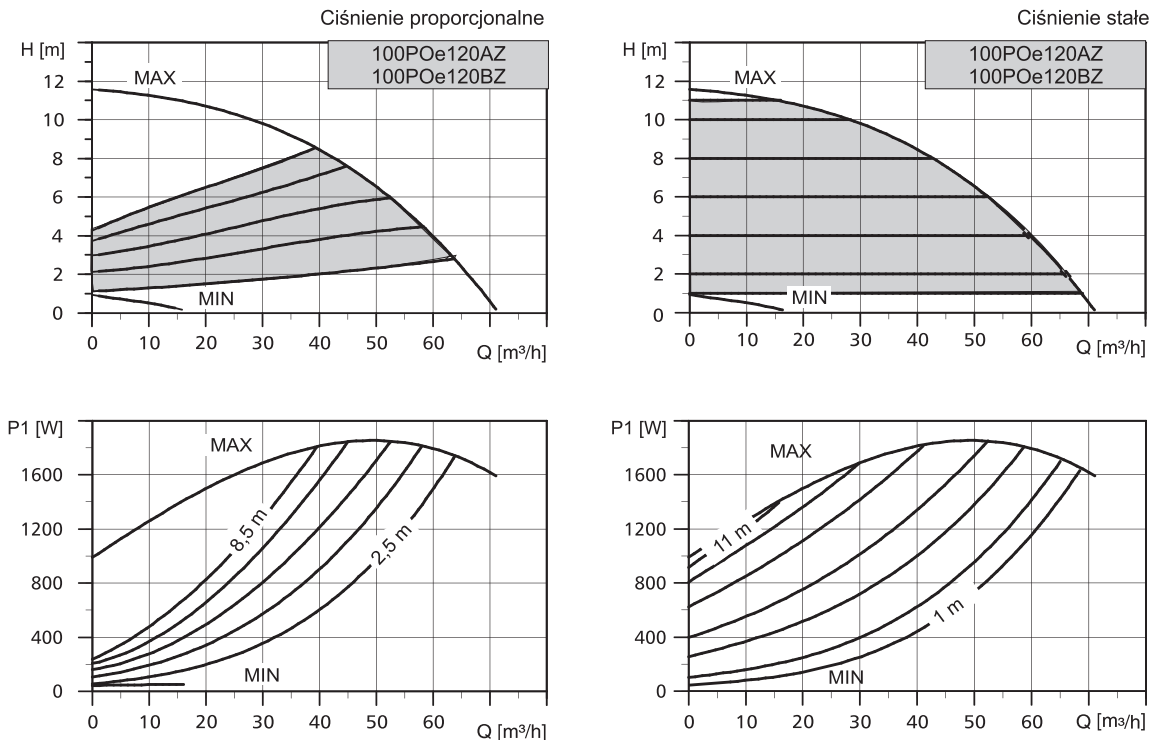 Ciśnienie proporcjonalne
H [m]
100POe120AZ
100POe120BZ
MAX
12
10
8
6
4
2
0
MIN
0 10 20 30 40 50 60
Q [m³/h]
Ciśnienie stałe
H [m]
100POe120AZ
100POe120BZ
MAX
12
10
8
6
4
2
0
MIN
0 10 20 30 40 50 60
Q [m³/h]
P1 [W]
MAX
1600
1200
800
400
0
8,5 m
2,5 m
MIN
0 10 20 30 40 50 60
Q [m³/h]
P1 [W]
MAX
1600
1200
800
400
0
11 m
1 m
MIN
0 10 20 30 40 50 60
Q [m³/h]